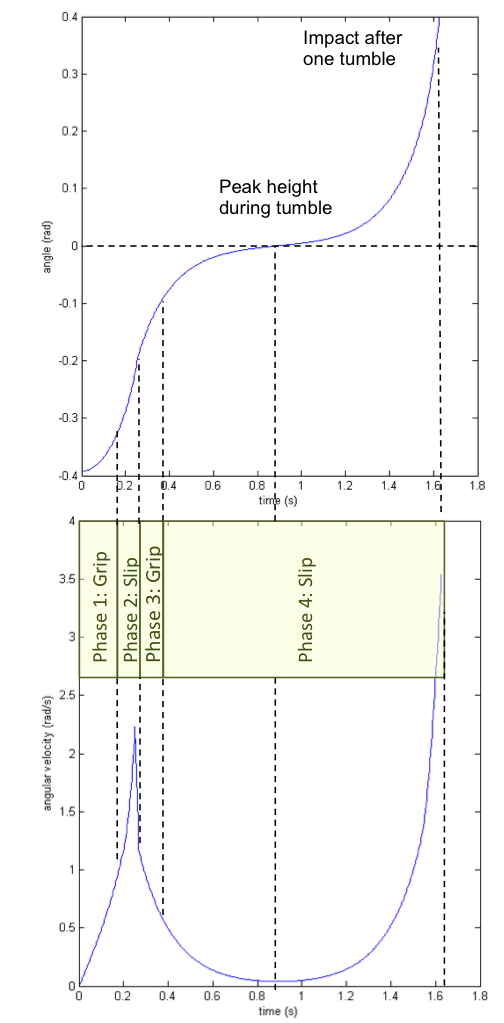 0.4
Impact after
one tumble
0.3
0.2
Peak height
during tumble
0.1
angle (rad)
0
-0.1
-0.2
-0.3
-0.4
0 0.2 0.4 0.6 0.8 1 1.2 1.4 1.6 1.8
time (s)
4
Phase 1: Grip
Phase 2: Slip
Phase 3: Grip
Phase 4: Slip
3.5
3
2.5
angular velocity (rad/s)
2
1.5
1
0.5
0
0 0.2 0.4 0.6 0.8 1 1.2 1.4 1.6 1.8
time (s)